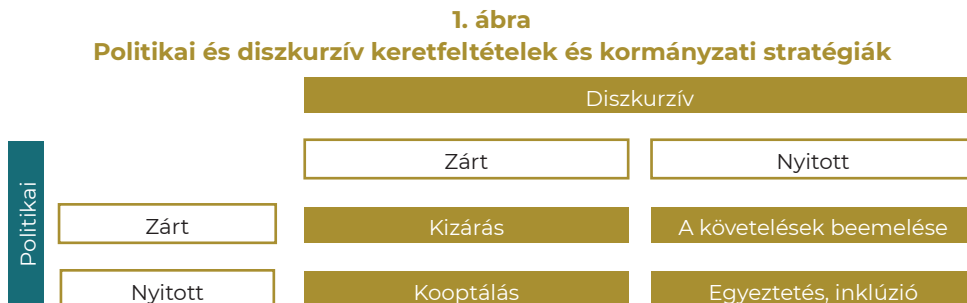 1. ábra
Politikai és diszkurzív keretfeltételek és kormányzati stratégiák
Diszkurzív
Zárt Nyitott
Politikai
Zárt Kizárás A követelések beemelése
Nyitott Kooptálás Egyeztetés, inklúzió